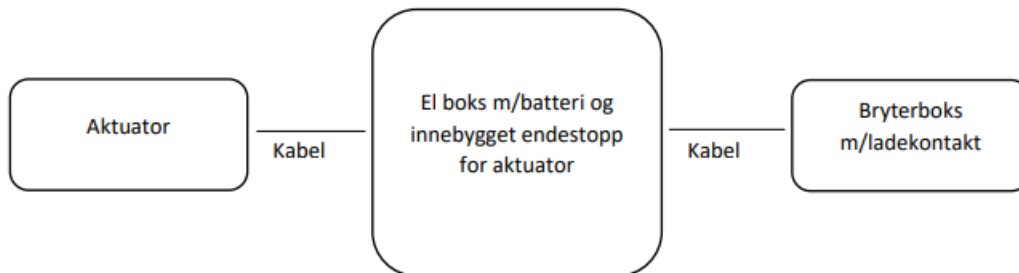 Aktuator
Kabel
El boks m/batteri og
innebygget endestopp
for aktuator
Kabel
Bryterboks
m/ladekontakt